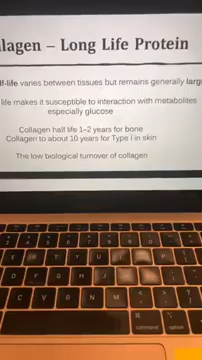 llagen – Long Life Protein
lf-life varies between tissues but remains generally larg
life makes it susceptible to interaction with metabolites
especially glucose
Collagen half life 1-2 years for bone
Collagen to about 10 years for Type I in skin
The low biological turnover of collagen
E
T
Y
U
D
F
G
H
J
C
V
B
N
M
command
option